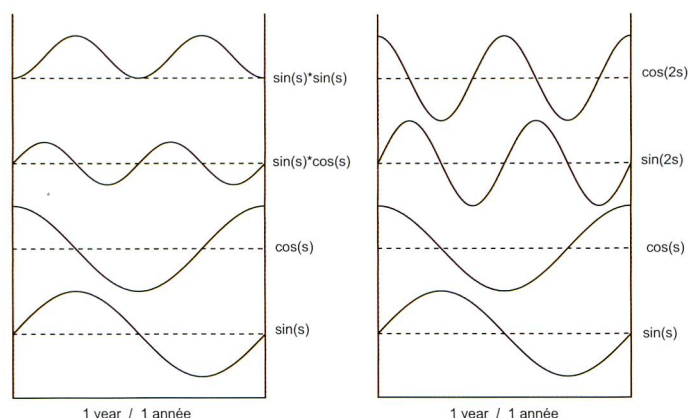 sin(s)*sin(s)
sin(s)*cos(s)
cos(s)
sin(s)
1 year / 1 année
cos(2s)
sin(2s)
cos(s)
sin(s)
1 year / 1 année